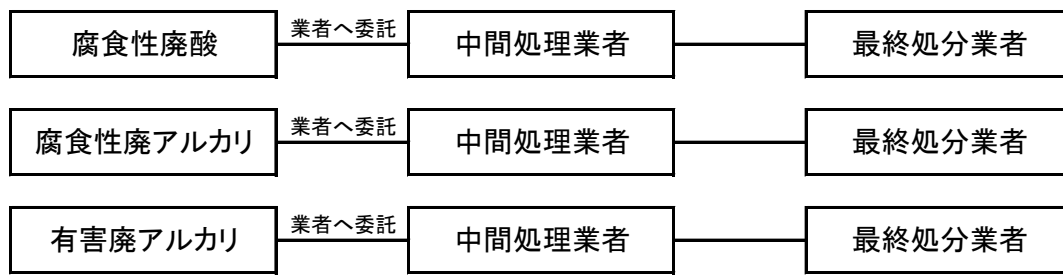 腐食性廃酸 業者へ委託 中間処理業者 最終処分業者
腐食性廃アルカリ 業者へ委託 中間処理業者 最終処分業者
有害廃アルカリ 業者へ委託 中間処理業者 最終処分業者